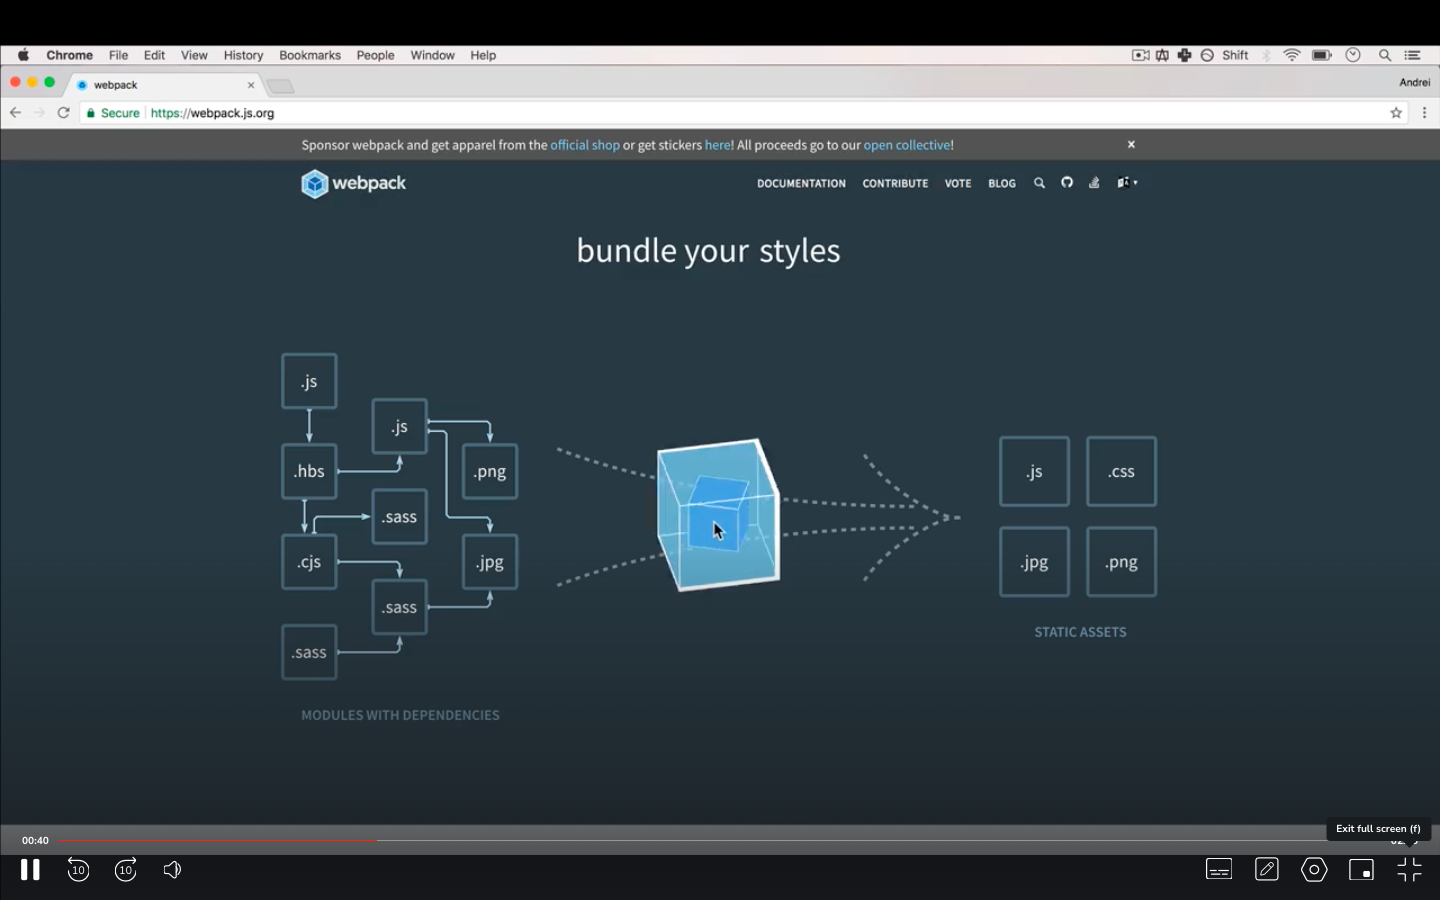 Chrome File Edit View History Bookmarks People Window Help Shift
webpack Andrei
Secure https://webpack.js.org
Sponsor webpack and get apparel from the official shop or get stickers here! All proceeds go to our open collective!
webpack DOCUMENTATION CONTRIBUTE VOTE BLOG
bundle your styles
.js
.js
.hbs
.png
.sass
.cjs
.jpg
.sass
.sass
MODULES WITH DEPENDENCIES
.js .css
.jpg .png
STATIC ASSETS
Exit full screen (f)
00:40
10 10